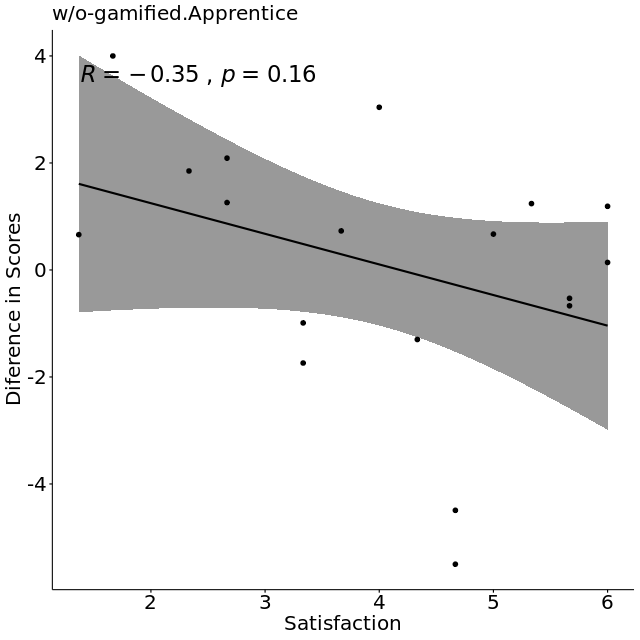 w/o-gamified.Apprentice
R = −0.35 , p = 0.16
Diference in Scores
4
2
0
-2
-4
2 3 4 5 6
Satisfaction